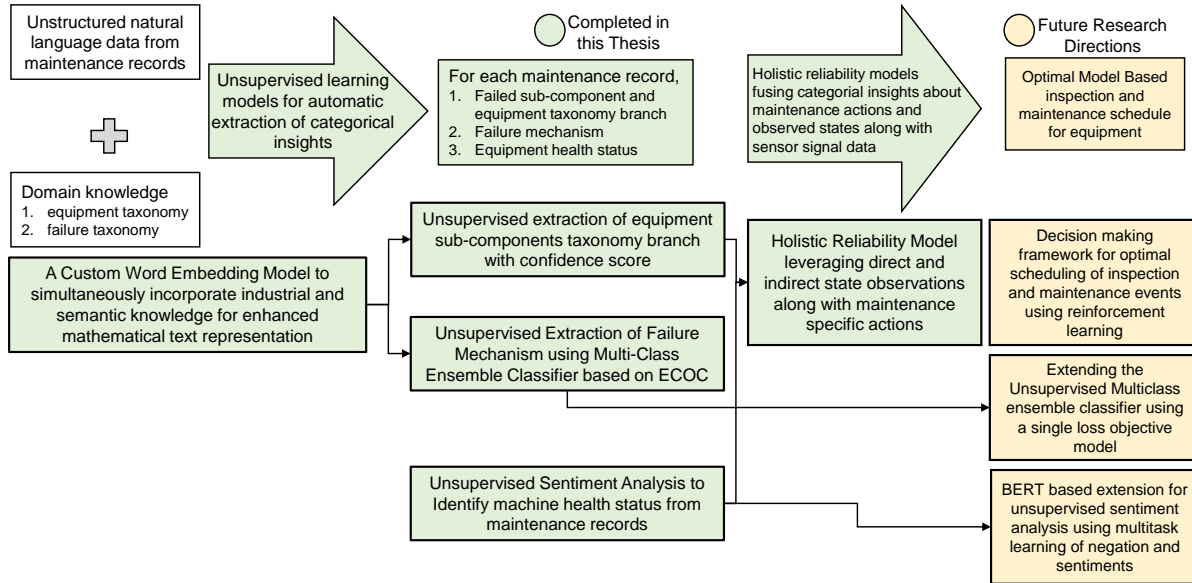 Unstructured natural
language data from
maintenance records
Domain knowledge
1. equipment taxonomy
2. failure taxonomy
Unsupervised learning
models for automatic
extraction of categorical
insights
Completed in
this Thesis
For each maintenance record,
1. Failed sub-component and
equipment taxonomy branch
2. Failure mechanism
3. Equipment health status
Holistic reliability models
fusing categorial insights about
maintenance actions and
observed states along with
sensor signal data
Future Research
Directions
Optimal Model Based
inspection and
maintenance schedule
for equipment
A Custom Word Embedding Model to
simultaneously incorporate industrial and
semantic knowledge for enhanced
mathematical text representation
Unsupervised extraction of equipment
sub-components taxonomy branch
with confidence score
Unsupervised Extraction of Failure
Mechanism using Multi-Class
Ensemble Classifier based on ECOC
Unsupervised Sentiment Analysis to
Identify machine health status from
maintenance records
Holistic Reliability Model
leveraging direct and
indirect state observations
along with maintenance
specific actions
Decision making
framework for optimal
scheduling of inspection
and maintenance events
using reinforcement
learning
Extending the
Unsupervised Multiclass
ensemble classifier using
a single loss objective
model
BERT based extension for
unsupervised sentiment
analysis using multitask
learning of negation and
sentiments